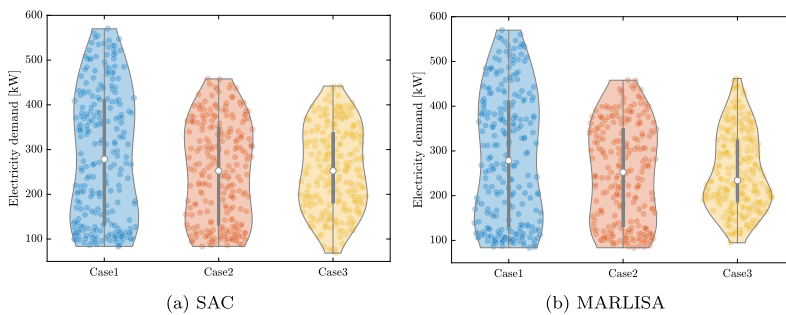 600
500
400
300
200
100
Electricity demand [kW]
Case1 Case2 Case3
(a) SAC
600
500
400
300
200
100
Electricity demand [kW]
Case1 Case2 Case3
(b) MARLISA